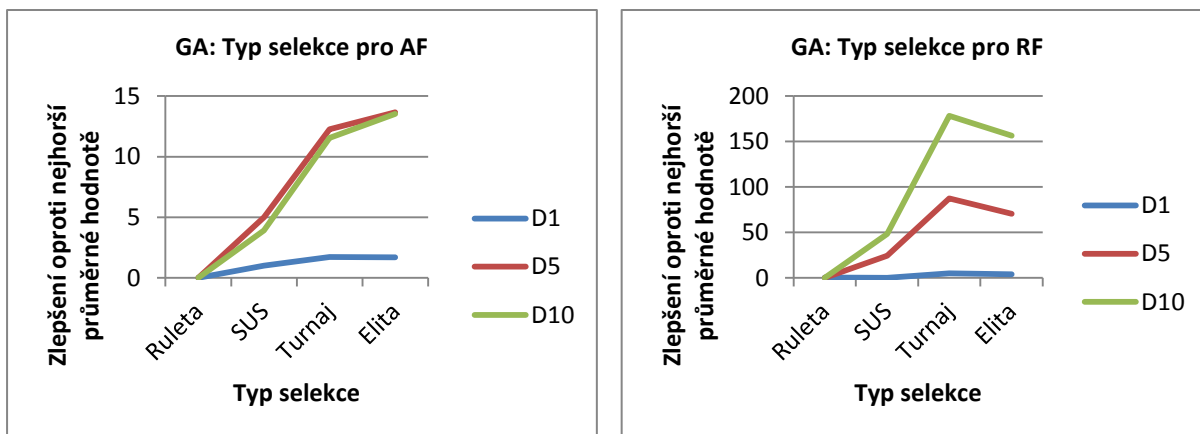 GA: Typ selekce pro AF
Zlepšení oproti nejhorší
průměrné hodnotě
15
10
5
0
Ruleta
SUS
Turnaj
Elita
Typ selekce
D1
D5
D10
GA: Typ selekce pro RF
Zlepšení oproti nejhorší
průměrné hodnotě
200
150
100
50
0
Ruleta
SUS
Turnaj
Elita
Typ selekce
D1
D5
D10